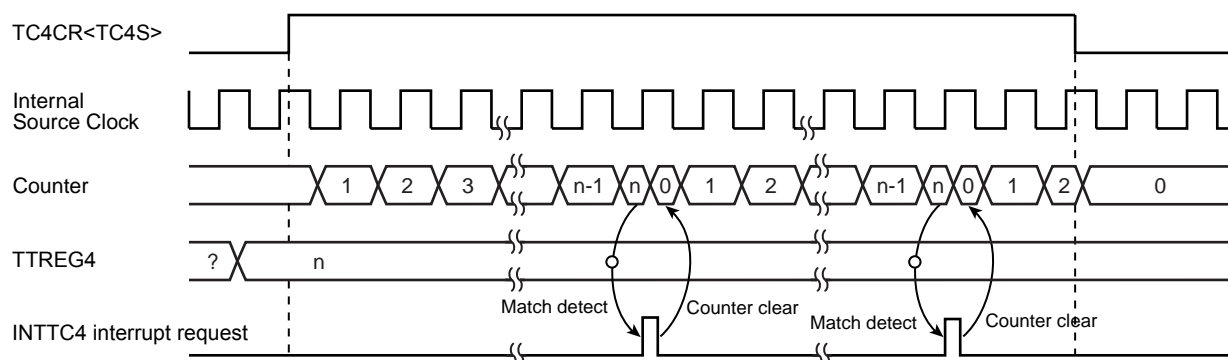 TC4CR<TC4S>
Internal
Source Clock
Counter
1 2 3 n-1 n 0 1 2 n-1 n 0 1 2 0
TTREG4
? n
Match detect Counter clear Match detect Counter clear
INTTC4 interrupt request